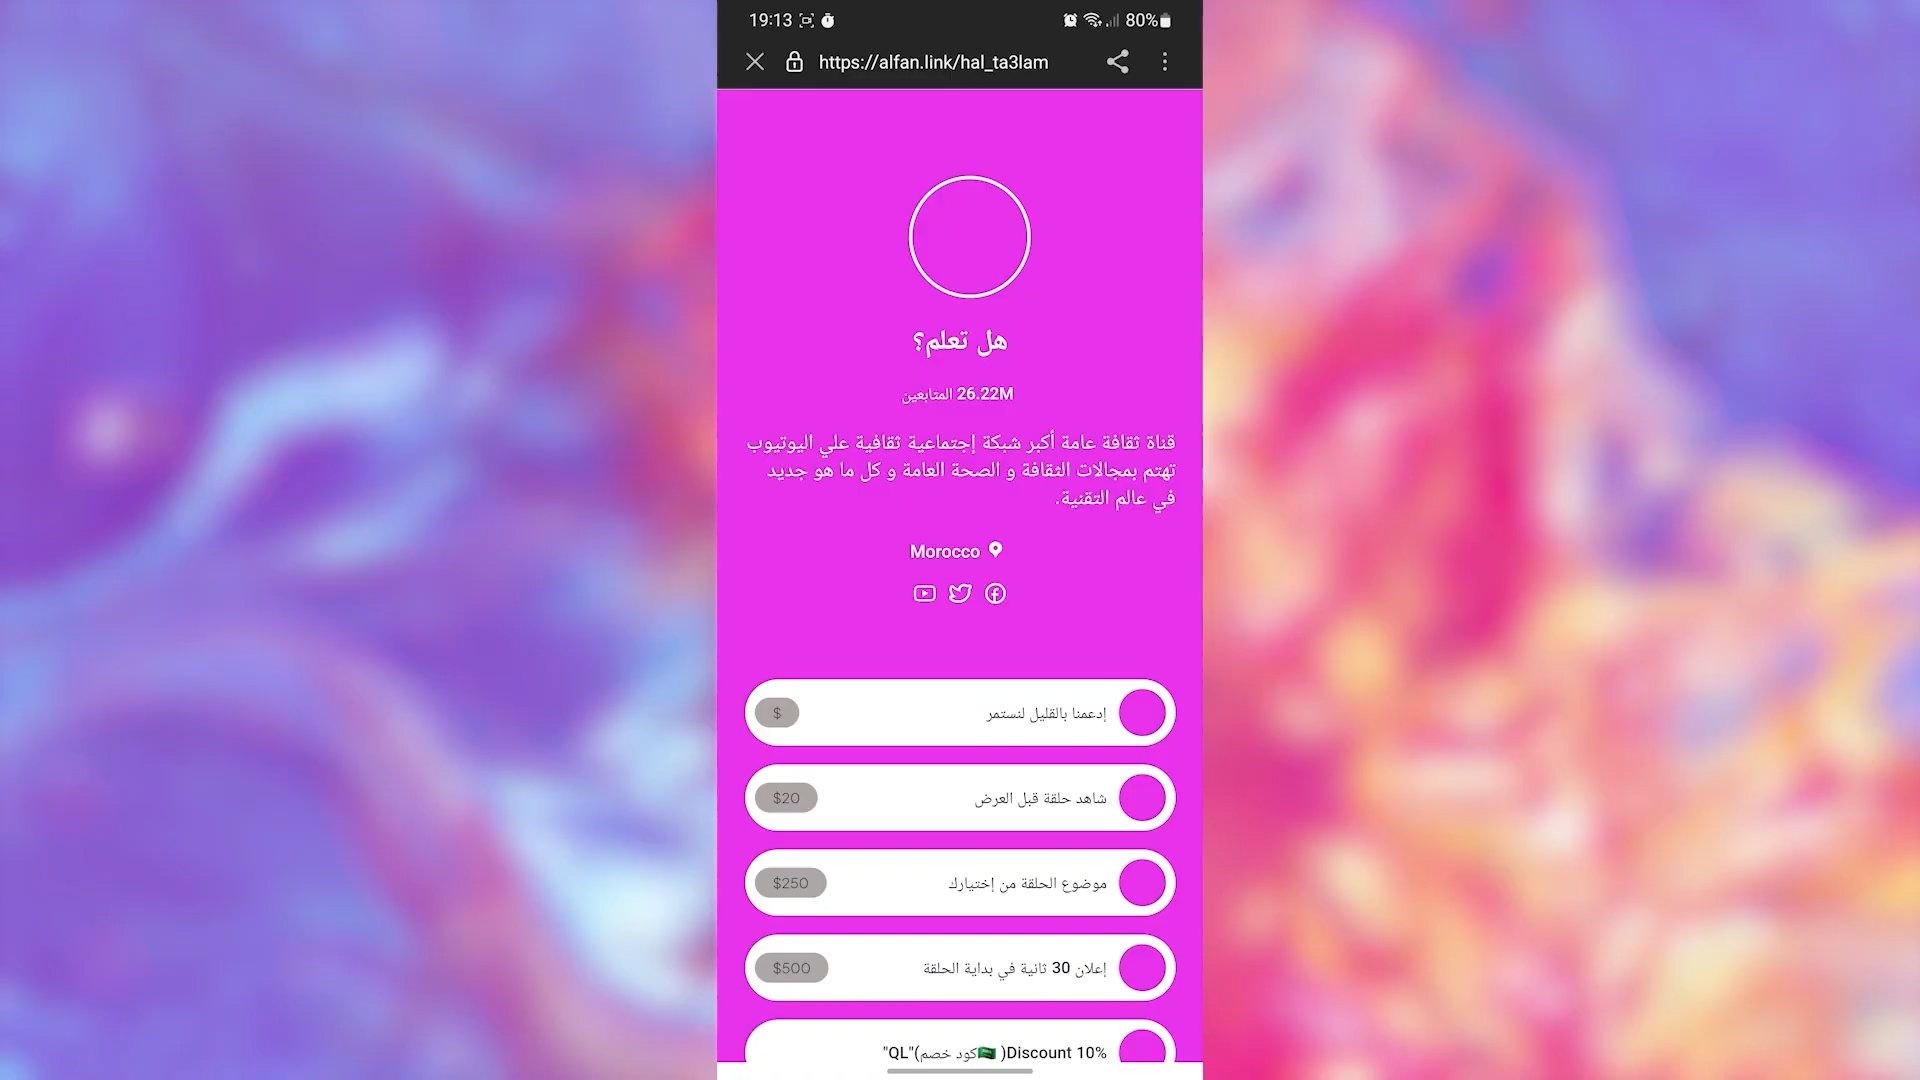 19:13
80%
https://alfan.link/hal_ta3lam
هل تعلم؟
26.22M المتابعين
قناة ثقافة عامة أكبر شبكة إجتماعية ثقافية علي اليوتيوب
تهتم بمجالات الثقافة و الصحة العامة و كل ما هو جديد
في عالم التقنية.
Morocco
إدعمنا بالقليل لنستمر
$
شاهد حلقة قبل العرض
$20
موضوع الحلقة من إختيارك
$250
إعلان 30 ثانية في بداية الحلقة
$500
Discount 10%( 🇸🇦كود خصم)"QL"